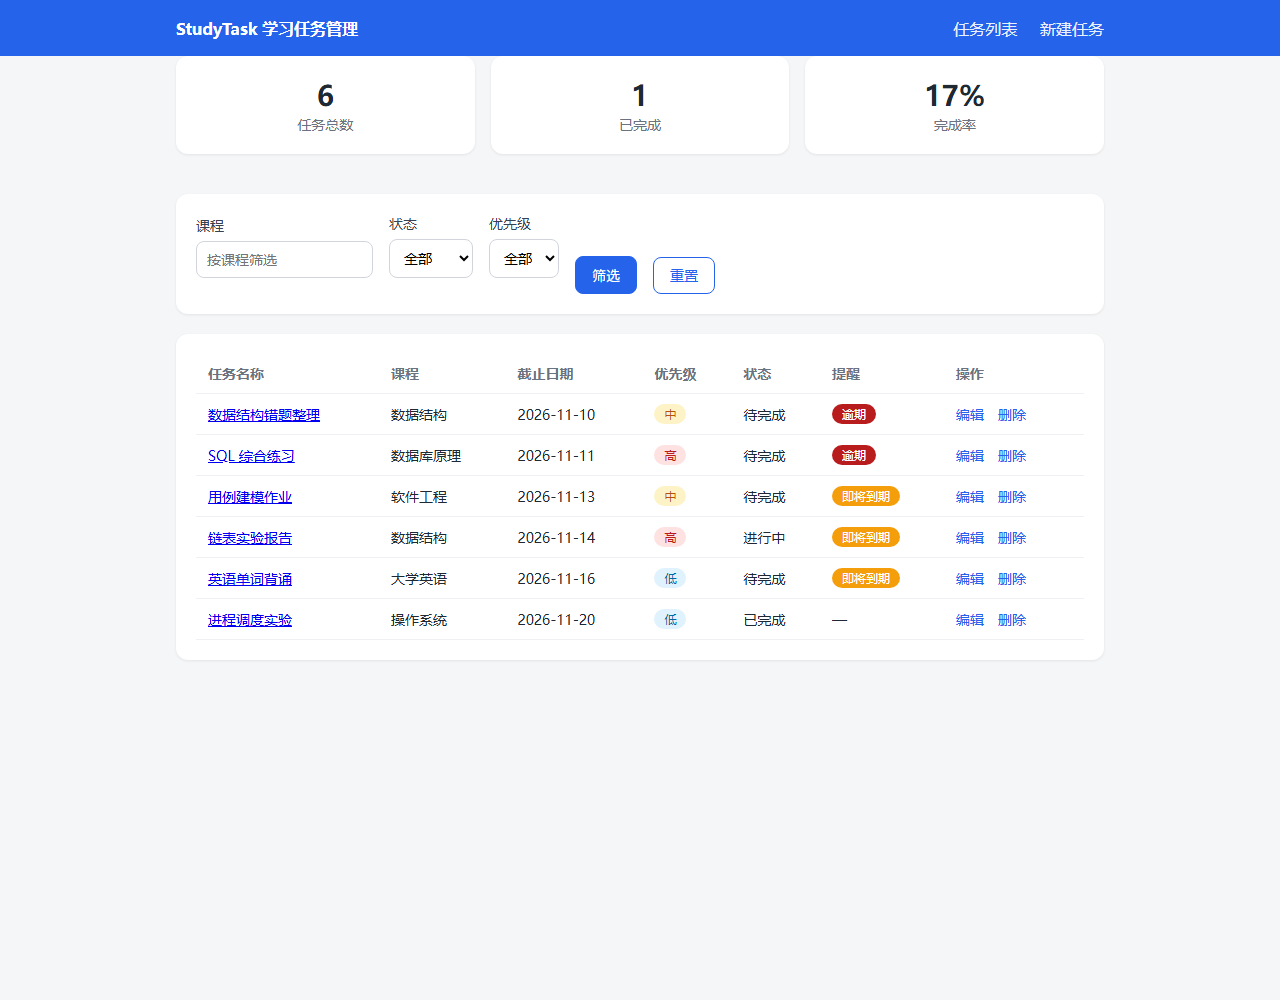 StudyTask 学习任务管理 任务列表 新建任务
6 1 17%
任务总数 已完成 完成率
课程 状态 优先级
按课程筛选 全部 全部 筛选 重置
任务名称 课程 截止日期 优先级 状态 提醒 操作
数据结构错题整理 数据结构 2026-11-10 中 待完成 逾期 编辑 删除
SQL 综合练习 数据库原理 2026-11-11 高 待完成 逾期 编辑 删除
用例建模作业 软件工程 2026-11-13 中 待完成 即将到期 编辑 删除
链表实验报告 数据结构 2026-11-14 高 进行中 即将到期 编辑 删除
英语单词背诵 大学英语 2026-11-16 低 待完成 即将到期 编辑 删除
进程调度实验 操作系统 2026-11-20 低 已完成 — 编辑 删除